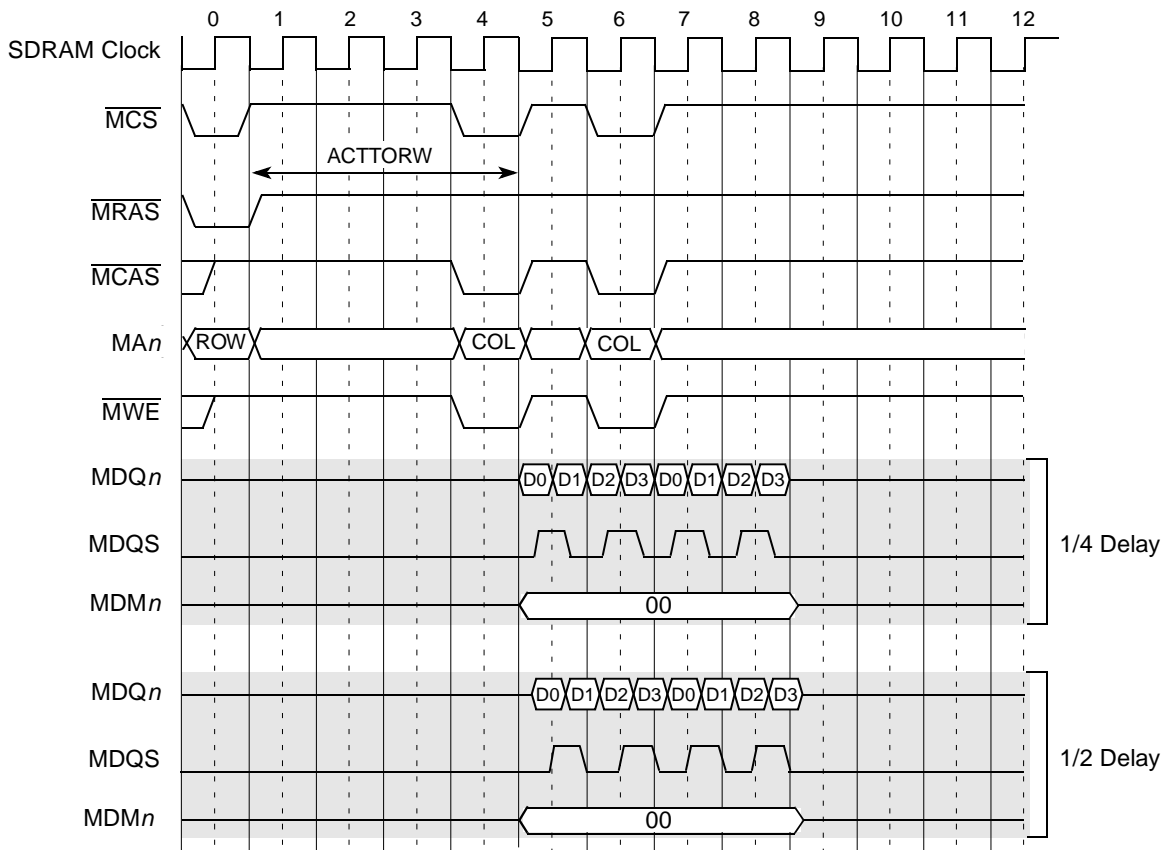 0 1 2 3 4 5 6 7 8 9 10 11 12
SDRAM Clock
MCS
ACTTORW
MRAS
MCAS
MAn ROW COL COL
MWE
MDQn D0 D1 D2 D3 D0 D1 D2 D3
MDQS 1/4 Delay
MDMn 00
MDQn D0 D1 D2 D3 D0 D1 D2 D3
MDQS 1/2 Delay
MDMn 00